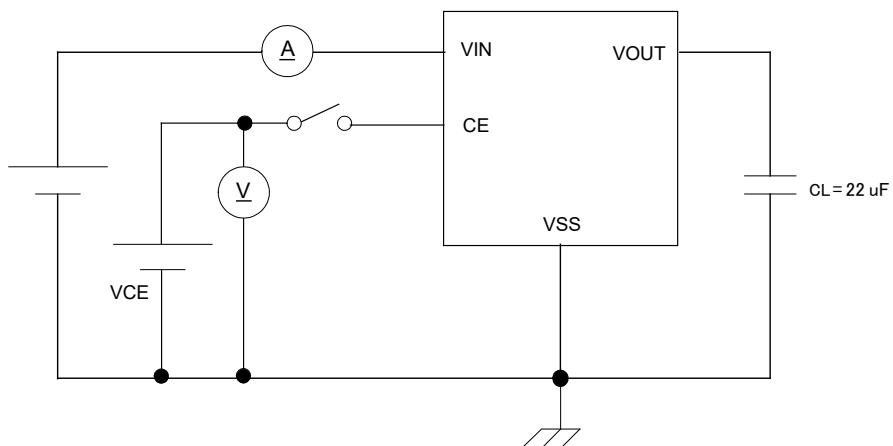 A
VIN
VOUT
CE
V
CL = 22 uF
VSS
VCE